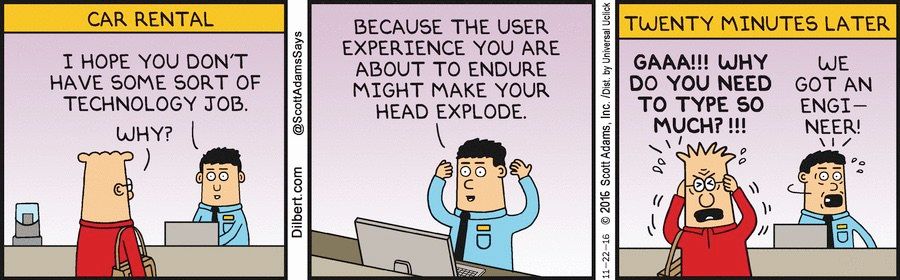 CAR RENTAL
I HOPE YOU DON'T
HAVE SOME SORT OF
TECHNOLOGY JOB.
WHY?
Dilbert.com @ScottAdamsSays
BECAUSE THE USER
EXPERIENCE YOU ARE
ABOUT TO ENDURE
MIGHT MAKE YOUR
HEAD EXPLODE.
11-22-16 © 2016 Scott Adams, Inc. /Dist. by Universal Uclick
TWENTY MINUTES LATER
GAAA!!! WHY
DO YOU NEED
TO TYPE SO
MUCH? !!!
WE
GOT AN
ENGI-
NEER!